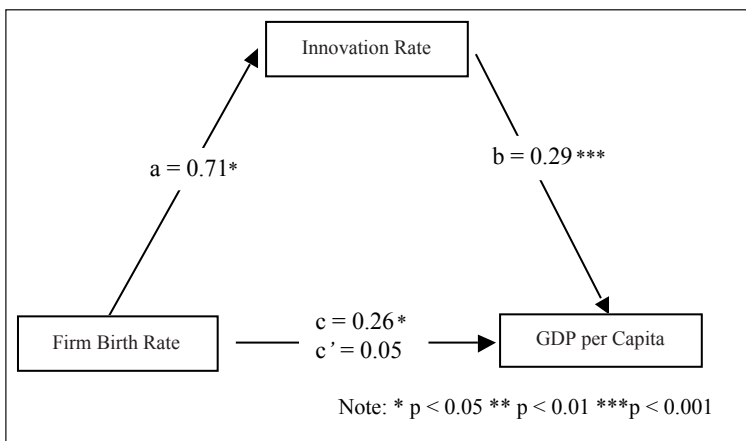 Innovation Rate
a = 0.71*
b = 0.29***
Firm Birth Rate
c = 0.26*
c’ = 0.05
GDP per Capita
Note: * p < 0.05 ** p < 0.01 ***p < 0.001